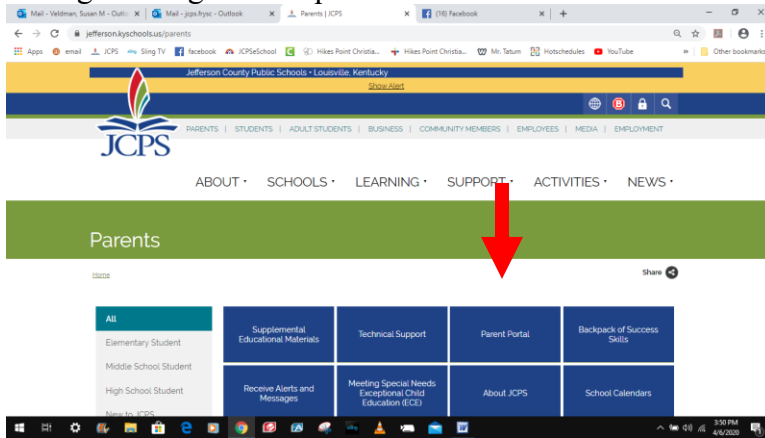 Mail - Veldman, Susan M - Outlo
Mail - jcps.frysc - Outlook
Parents | JCPS
(16) Facebook
jefferson.kyschools.us/parents
Apps
email
JCPS
Sling TV
facebook
JCPSeSchool
Hikes Point Christia...
Hikes Point Christia...
Mr. Tatum
Hotschedules
YouTube
Other bookmarks
Jefferson County Public Schools • Louisville, Kentucky
Show Alert
JCPS
PARENTS | STUDENTS | ADULT STUDENTS | BUSINESS | COMMUNITY MEMBERS | EMPLOYEES | MEDIA | EMPLOYMENT
ABOUT SCHOOLS LEARNING SUPPORT ACTIVITIES NEWS
Parents
Home
Share
All
Elementary Student
Middle School Student
High School Student
New to JCPS
Supplemental
Educational Materials
Technical Support
Parent Portal
Backpack of Success
Skills
Receive Alerts and
Messages
Meeting Special Needs
Exceptional Child
Education (ECE)
About JCPS
School Calendars
3:50 PM
4/6/2020